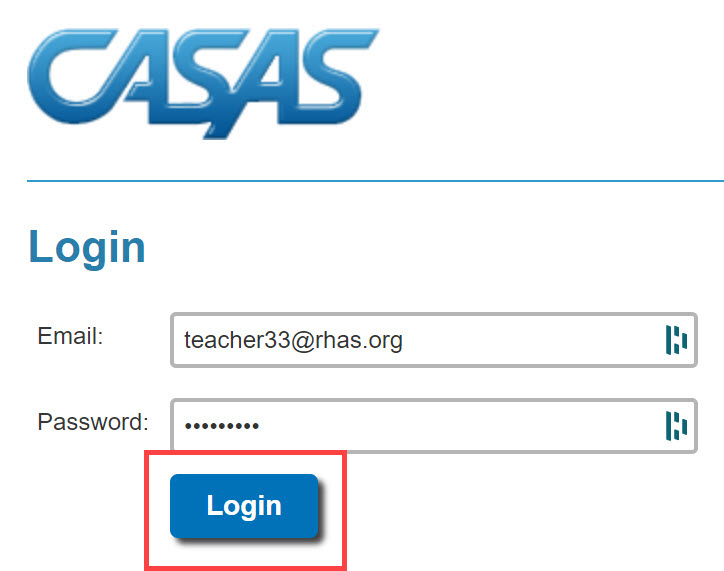 CASAS
Login
Email: teacher33@rhas.org
Password: •••••••••
Login